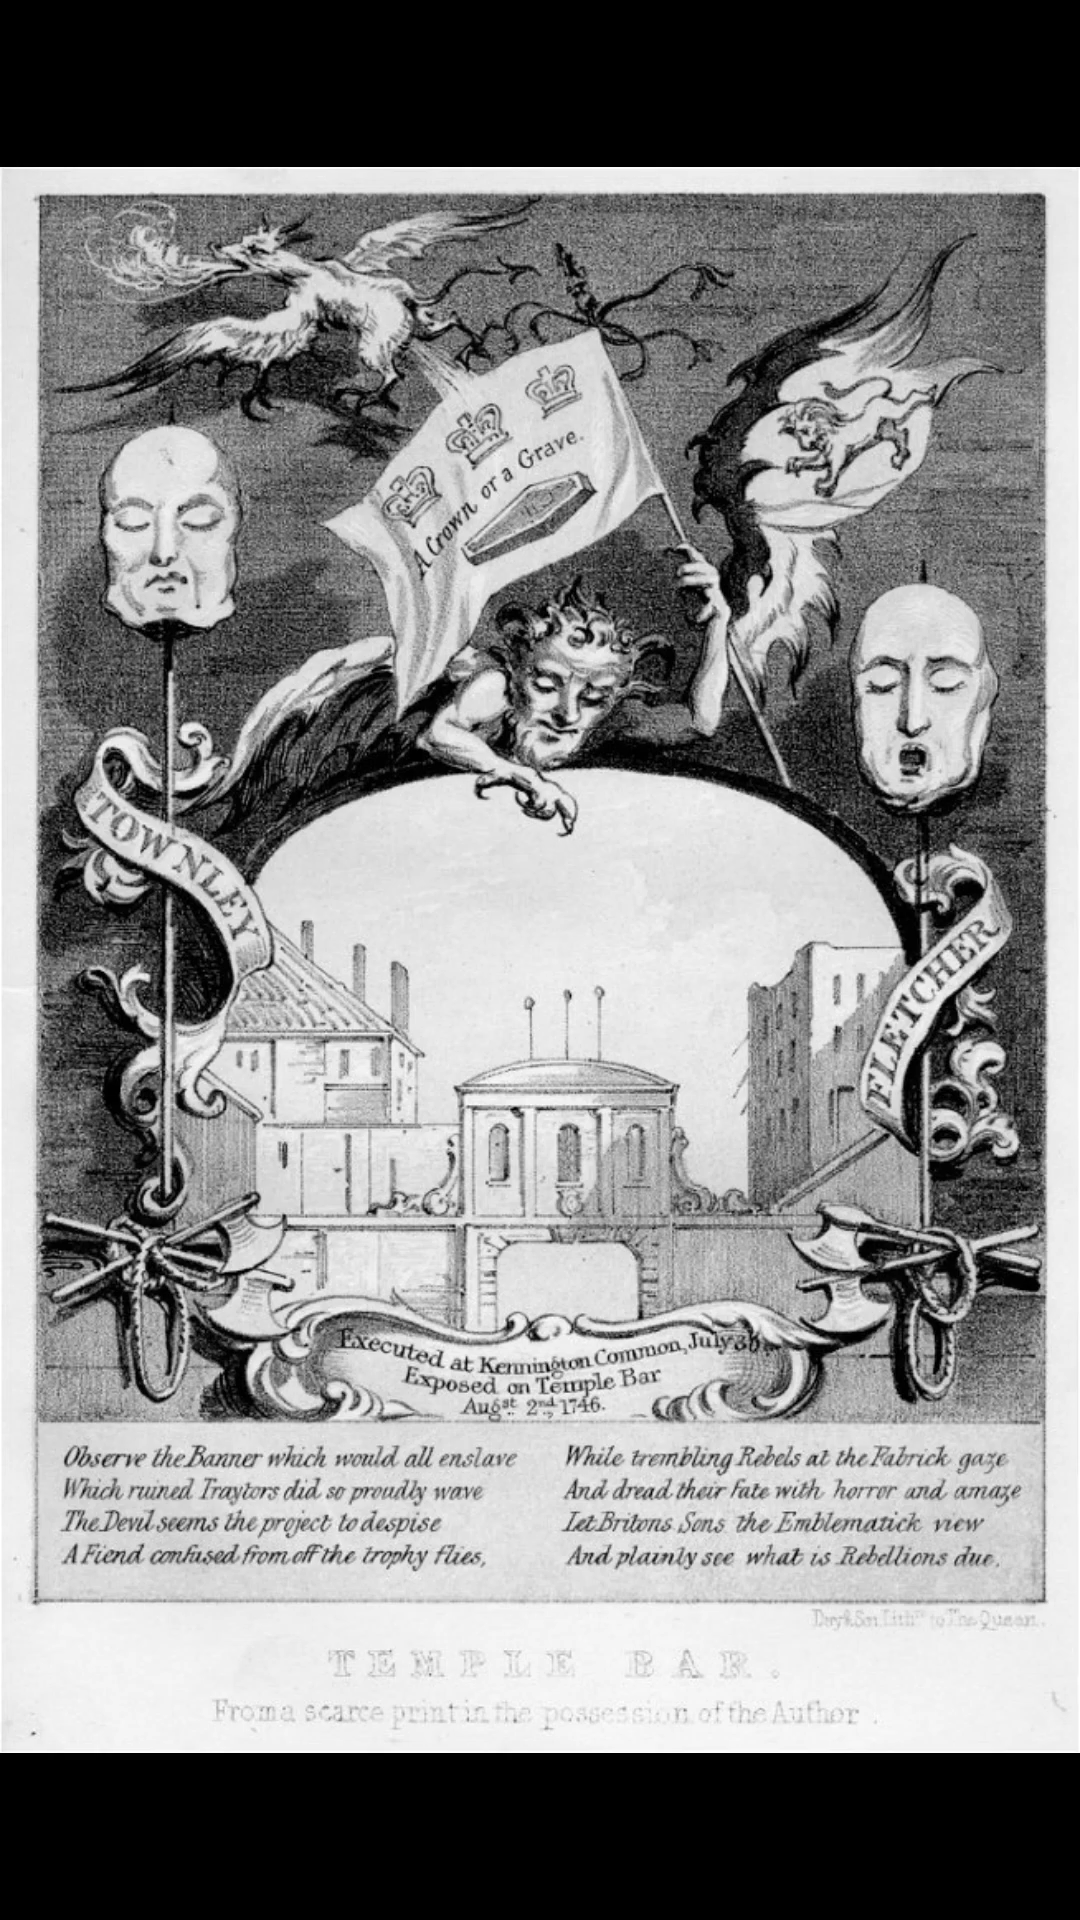 A Crown or a Grave.
TOWNLEY
FLETCHER
Executed at Kennington Common, July 30
Exposed on Temple Bar
Augst. 2nd, 1746.
Observe the Banner which would all enslave
Which ruined Traytors did so proudly wave
The Devil seems the project to despise
A Fiend confused from off the trophy flies,
While trembling Rebels at the Fabrick gaze
And dread their fate with horror and amaze
Let Britons Sons the Emblematick view
And plainly see what is Rebellions due.
Day & Son Lithrs. to The Queen.
TEMPLE BAR.
From a scarce print in the possession of the Author.